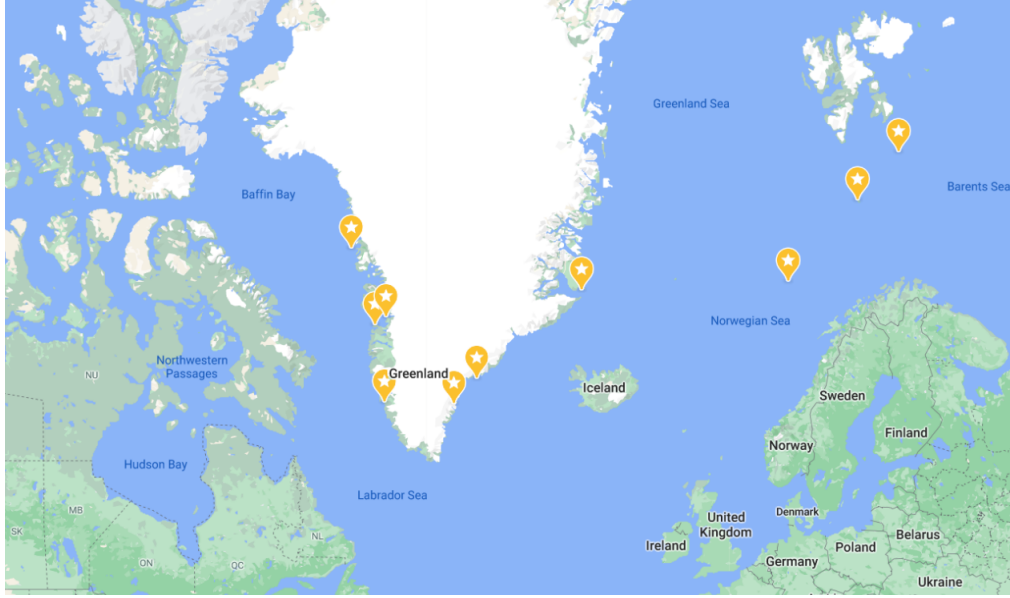 Greenland Sea
Baffin Bay
Barents Sea
Norwegian Sea
Northwestern
Passages
NU
Greenland
Iceland
Sweden
Finland
Norway
Hudson Bay
Labrador Sea
MB
SK
ON
QC
NL
United
Kingdom
Ireland
Denmark
Belarus
Poland
Germany
Ukraine